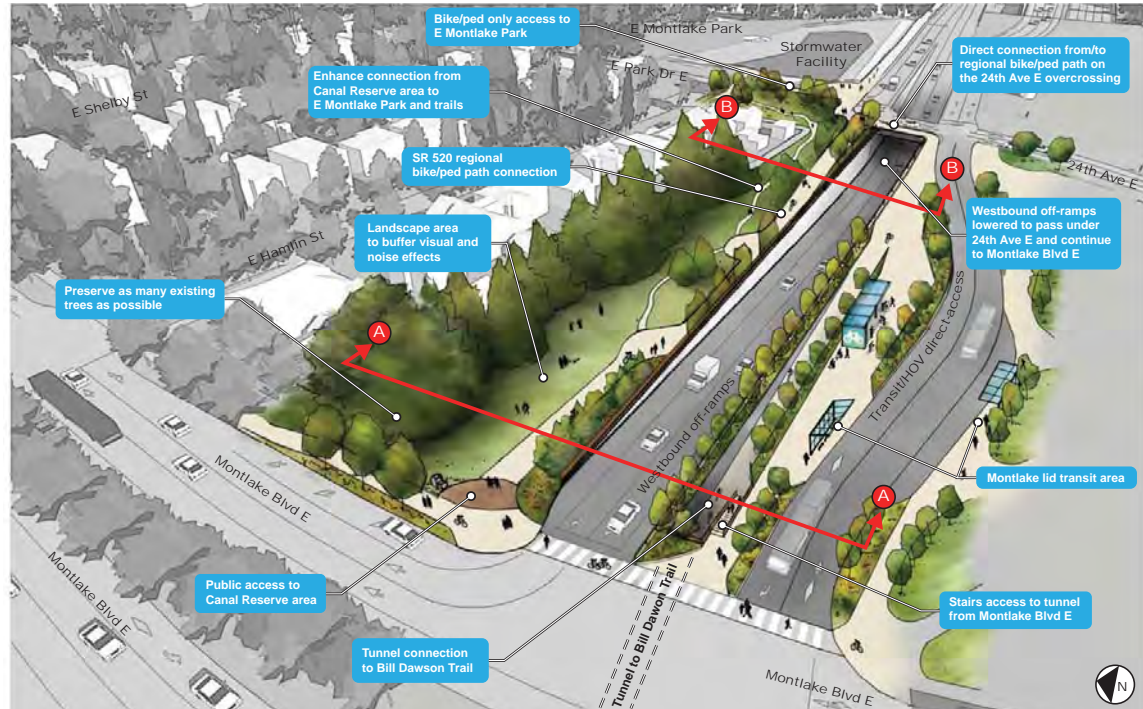 Bike/ped only access to
E Montlake Park
E Montlake Park
Stormwater
Facility
E Park Dr E
Direct connection from/to
regional bike/ped path on
the 24th Ave E overcrossing
Enhance connection from
Canal Reserve area to
E Montlake Park and trails
E Shelby St
B
SR 520 regional
bike/ped path connection
24th Ave E
B
Landscape area
to buffer visual and
noise effects
Westbound off-ramps
lowered to pass under
24th Ave E and continue
to Montlake Blvd E
E Hamlin St
Preserve as many existing
trees as possible
A
Transit/HOV direct-access
Westbound off-ramps
Montlake lid transit area
A
Montlake Blvd E
Public access to
Canal Reserve area
Montlake Blvd E
Stairs access to tunnel
from Montlake Blvd E
Tunnel connection
to Bill Dawson Trail
Tunnel to Bill Dawon Trail
Montlake Blvd E
N